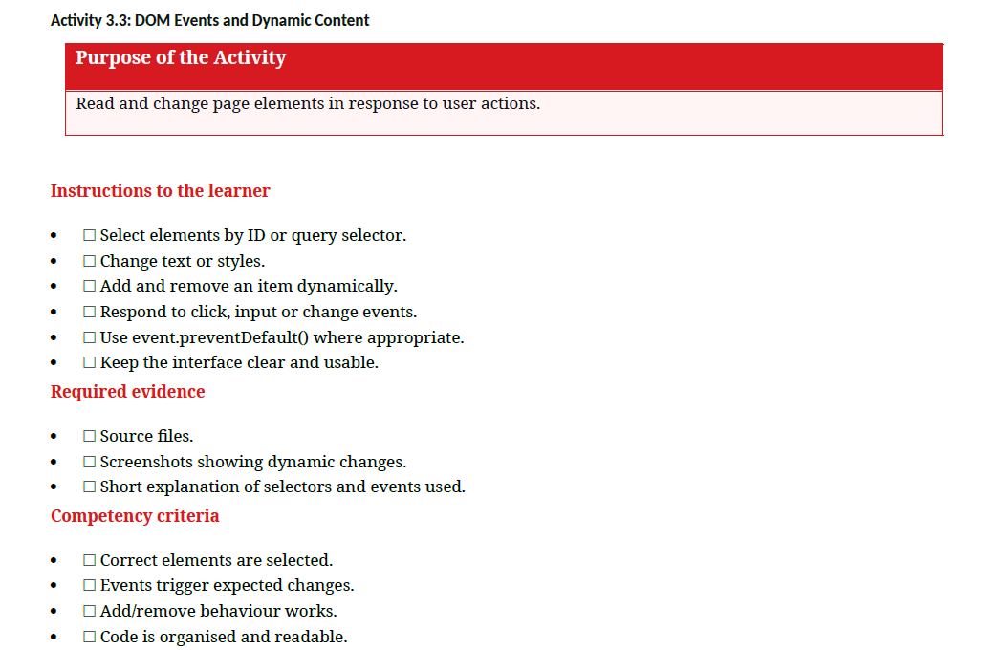 Activity 3.3: DOM Events and Dynamic Content
Purpose of the Activity
Read and change page elements in response to user actions.
Instructions to the learner
• ☐ Select elements by ID or query selector.
• ☐ Change text or styles.
• ☐ Add and remove an item dynamically.
• ☐ Respond to click, input or change events.
• ☐ Use event.preventDefault() where appropriate.
• ☐ Keep the interface clear and usable.
Required evidence
• ☐ Source files.
• ☐ Screenshots showing dynamic changes.
• ☐ Short explanation of selectors and events used.
Competency criteria
• ☐ Correct elements are selected.
• ☐ Events trigger expected changes.
• ☐ Add/remove behaviour works.
• ☐ Code is organised and readable.